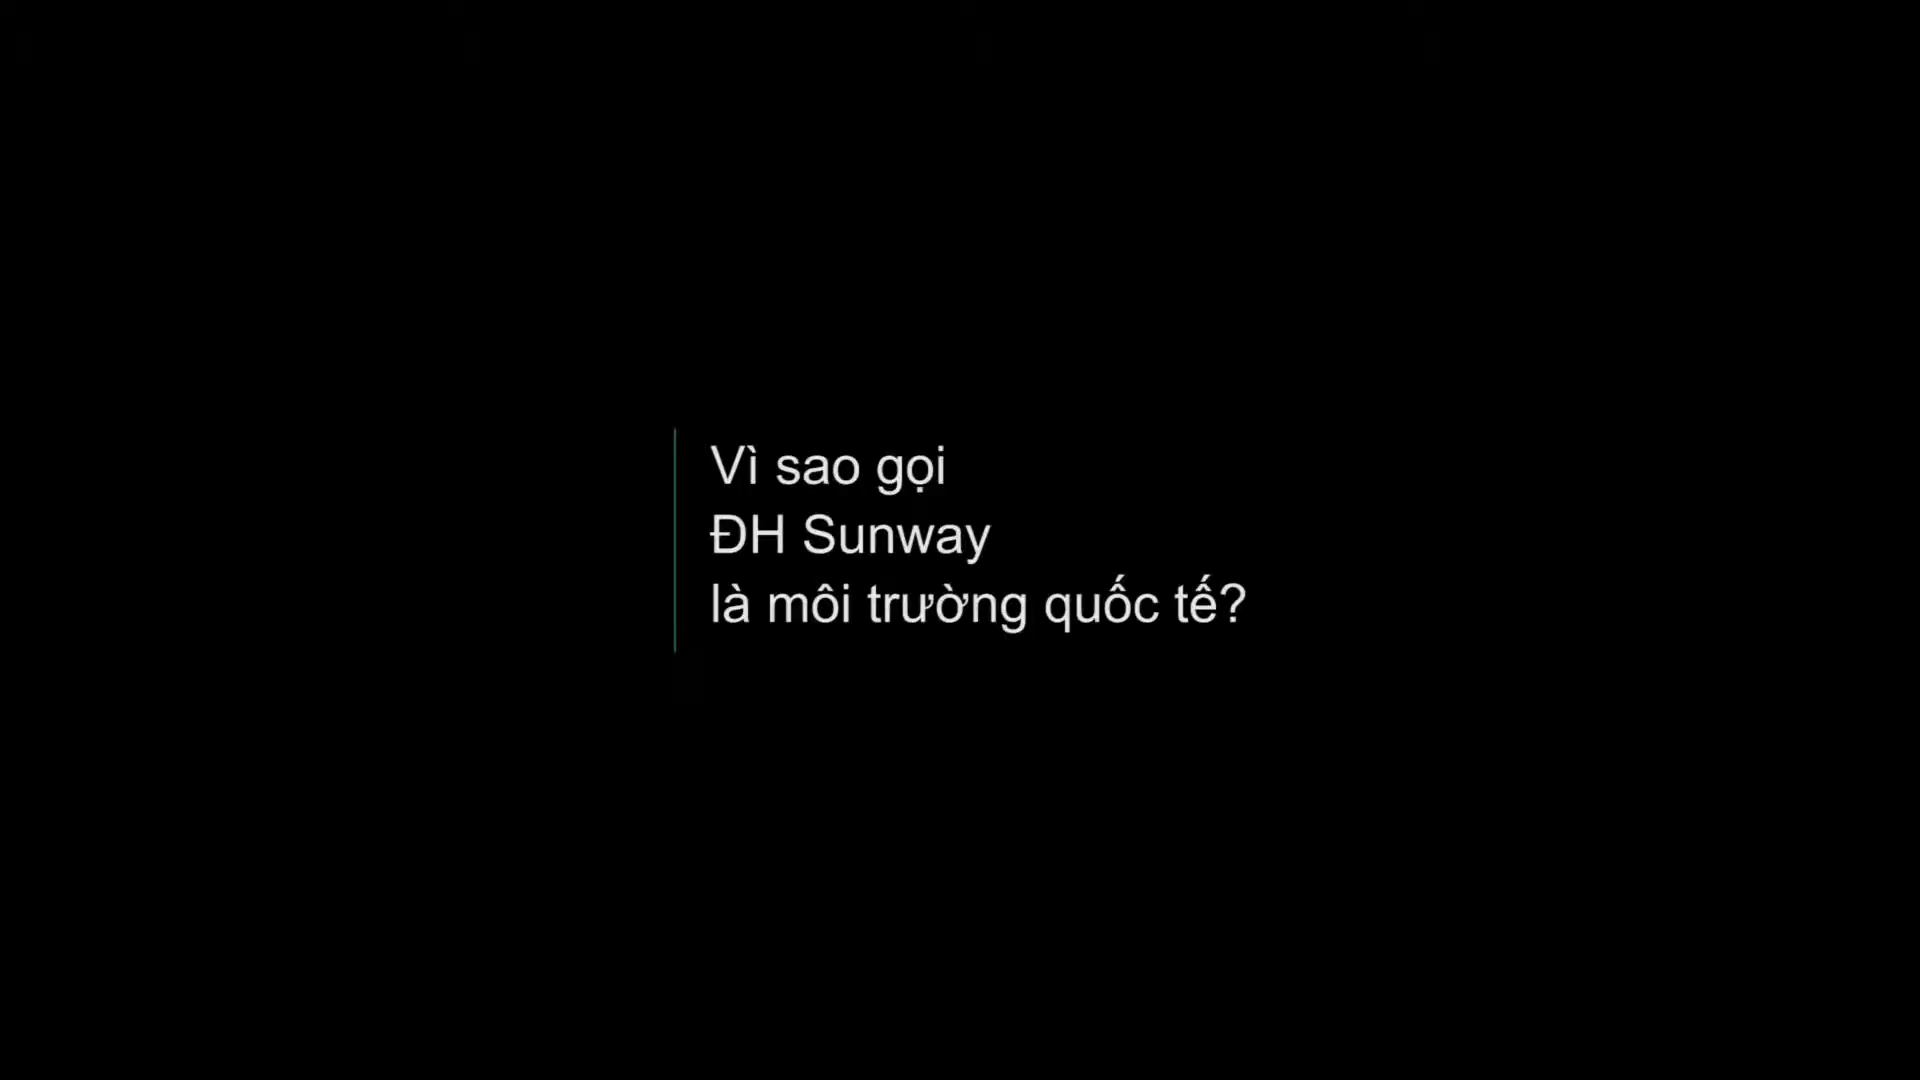 Vì sao gọi
ĐH Sunway
là môi trường quốc tế?